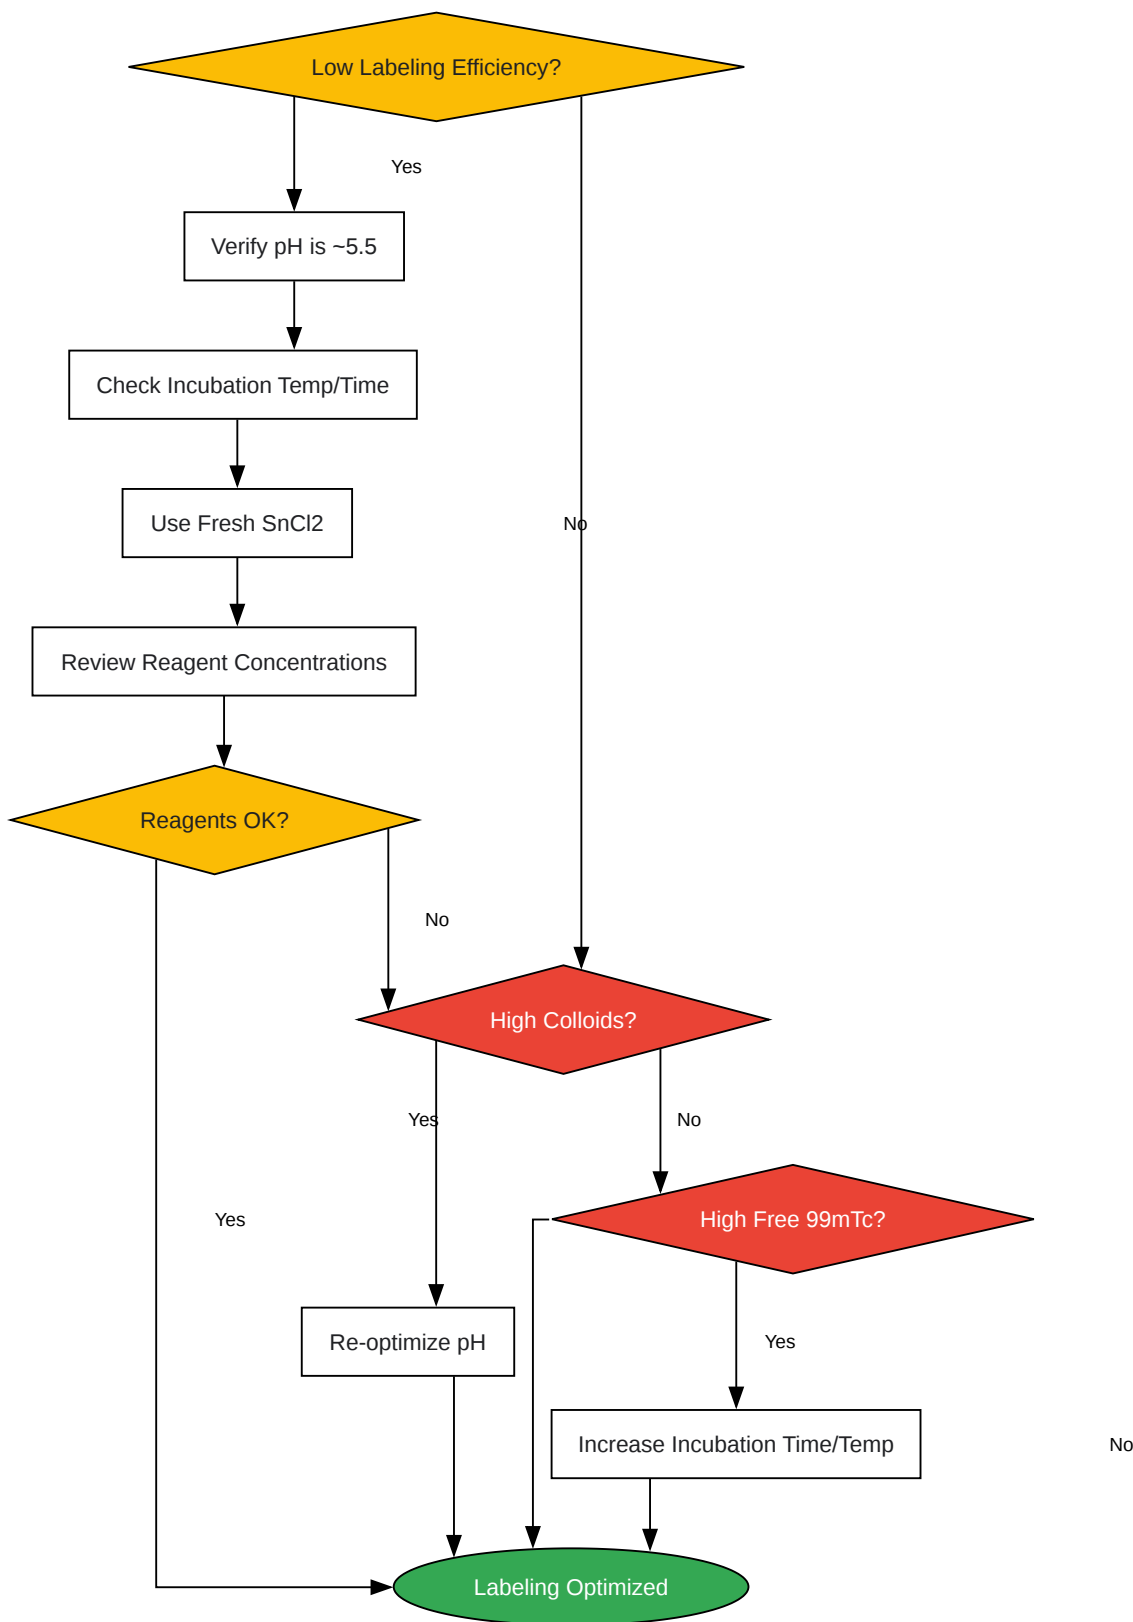 Low Labeling Efficiency?
Yes
Verify pH is ~5.5
Check Incubation Temp/Time
Use Fresh SnCl2
No
Review Reagent Concentrations
Reagents OK?
No
High Colloids?
Yes
No
Yes
High Free 99mTc?
Re-optimize pH
Yes
Increase Incubation Time/Temp
No
Labeling Optimized